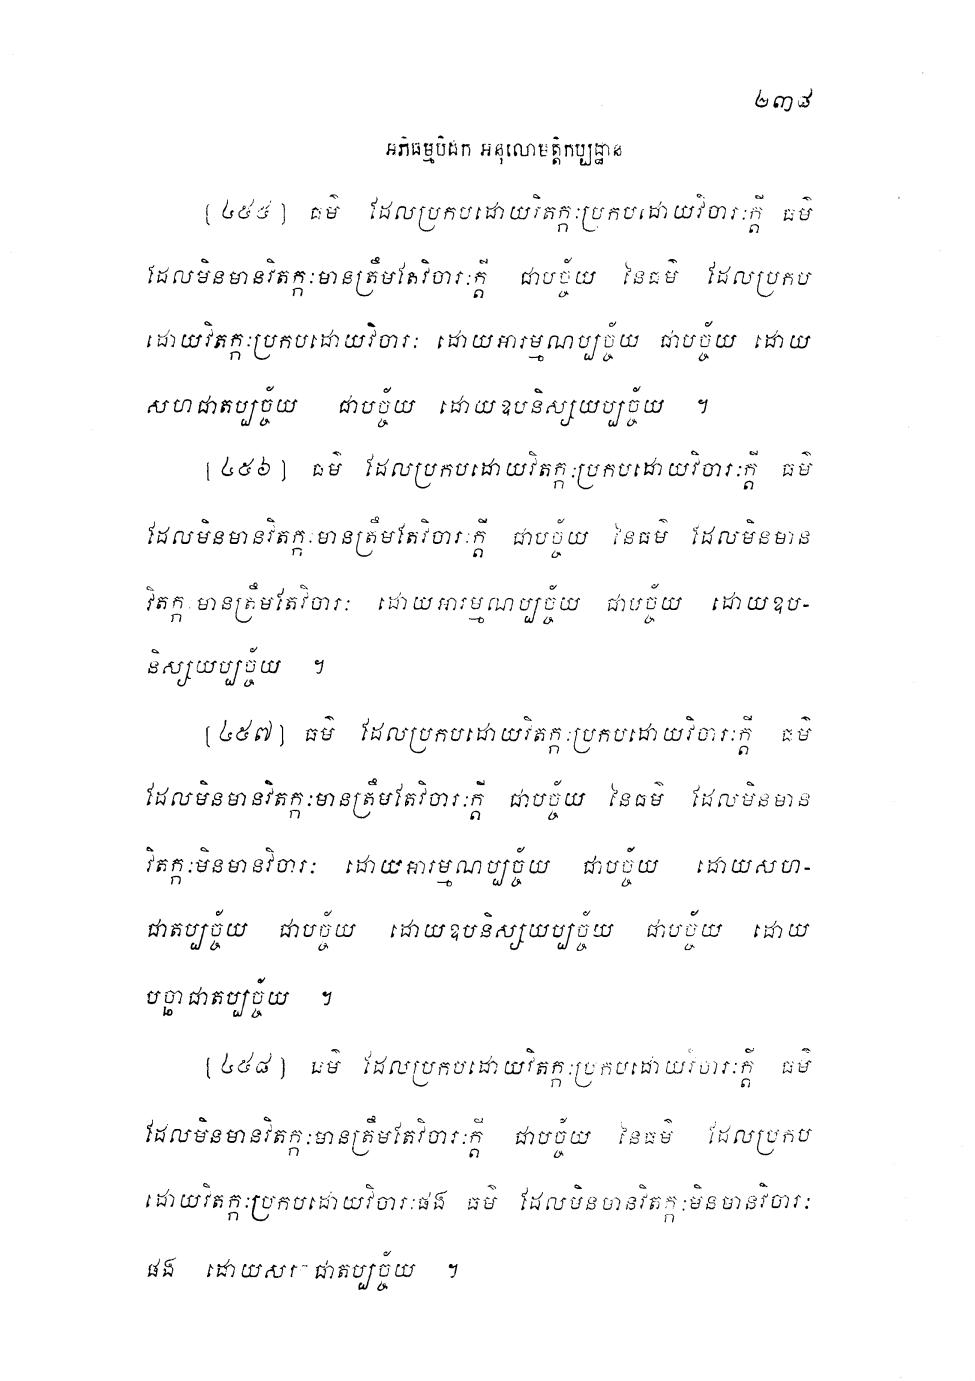 ២៣៨
អភិធម្មបិដក អនុលោមត្តិកប្បដ្ឋាន
[៤៥៥] ធម៌ ដែលប្រកបដោយវិតក្កៈប្រកបដោយវិចារៈក្តី ធម៌
ដែលមិនមានវិតក្កៈមានត្រឹមតែវិចារៈក្តី ជាបច្ច័យ នៃធម៌ ដែលប្រកប
ដោយវិតក្កៈប្រកបដោយវិចារៈ ដោយអារម្មណប្បច្ច័យ ជាបច្ច័យ ដោយ
សហជាតប្បច្ច័យ ជាបច្ច័យ ដោយឧបនិស្សយប្បច្ច័យ ។
[៤៥៦] ធម៌ ដែលប្រកបដោយវិតក្កៈប្រកបដោយវិចារៈក្តី ធម៌
ដែលមិនមានវិតក្កៈមានត្រឹមតែវិចារៈក្តី ជាបច្ច័យ នៃធម៌ ដែលមិនមាន
វិតក្កៈមានត្រឹមតែវិចារៈ ដោយអារម្មណប្បច្ច័យ ជាបច្ច័យ ដោយឧប-
និស្សយប្បច្ច័យ ។
[៤៥៧] ធម៌ ដែលប្រកបដោយវិតក្កៈប្រកបដោយវិចារៈក្តី ធម៌
ដែលមិនមានវិតក្កៈមានត្រឹមតែវិចារៈក្តី ជាបច្ច័យ នៃធម៌ ដែលមិនមាន
វិតក្កៈមិនមានវិចារៈ ដោយអារម្មណប្បច្ច័យ ជាបច្ច័យ ដោយសហ-
ជាតប្បច្ច័យ ជាបច្ច័យ ដោយឧបនិស្សយប្បច្ច័យ ជាបច្ច័យ ដោយ
បច្ឆាជាតប្បច្ច័យ ។
[៤៥៨] ធម៌ ដែលប្រកបដោយវិតក្កៈប្រកបដោយវិចារៈក្តី ធម៌
ដែលមិនមានវិតក្កៈមានត្រឹមតែវិចារៈក្តី ជាបច្ច័យ នៃធម៌ ដែលប្រកប
ដោយវិតក្កៈប្រកបដោយវិចារៈផង ធម៌ ដែលមិនមានវិតក្កៈមិនមានវិចារៈ
ផង ដោយសហជាតប្បច្ច័យ ។